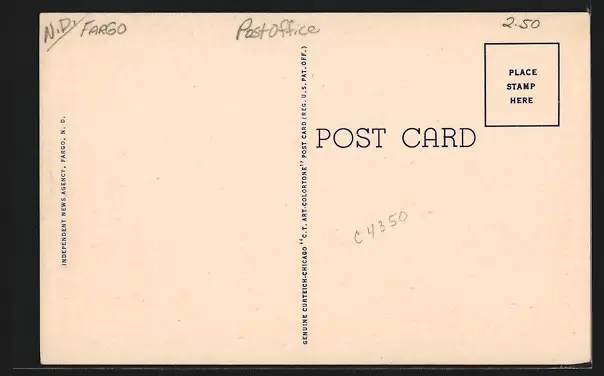 N.D. FARGO
Post Office
2.50
PLACE
STAMP
HERE
POST CARD
C4350
INDEPENDENT NEWS AGENCY, FARGO, N. D.
GENUINE CURTEICH-CHICAGO "C.T. ART-COLORTONE" POST CARD (REG. U.S. PAT. OFF.)